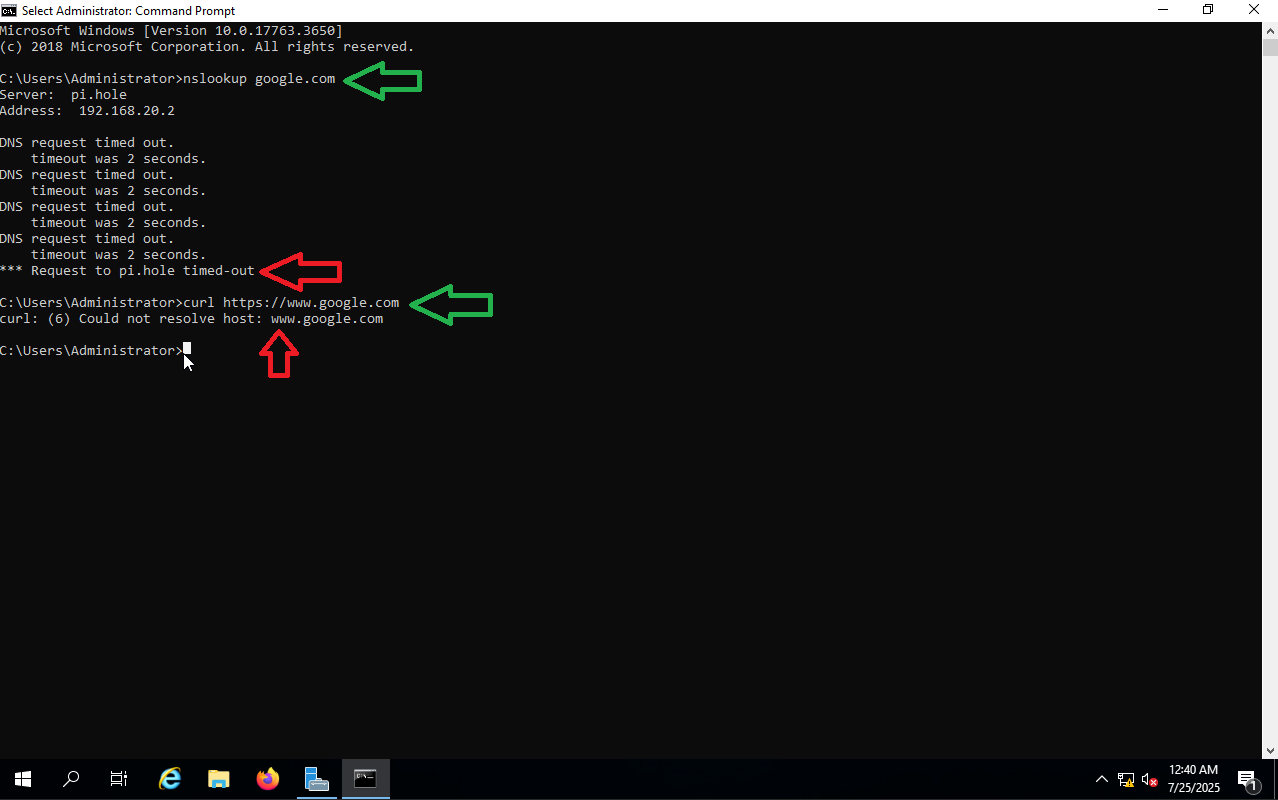 Select Administrator: Command Prompt
Microsoft Windows [Version 10.0.17763.3650]
(c) 2018 Microsoft Corporation. All rights reserved.
C:\Users\Administrator>nslookup google.com
Server:  pi.hole
Address:  192.168.20.2
DNS request timed out.
    timeout was 2 seconds.
DNS request timed out.
    timeout was 2 seconds.
DNS request timed out.
    timeout was 2 seconds.
DNS request timed out.
    timeout was 2 seconds.
*** Request to pi.hole timed-out
C:\Users\Administrator>curl https://www.google.com
curl: (6) Could not resolve host: www.google.com
C:\Users\Administrator>
12:40 AM
7/25/2025
1